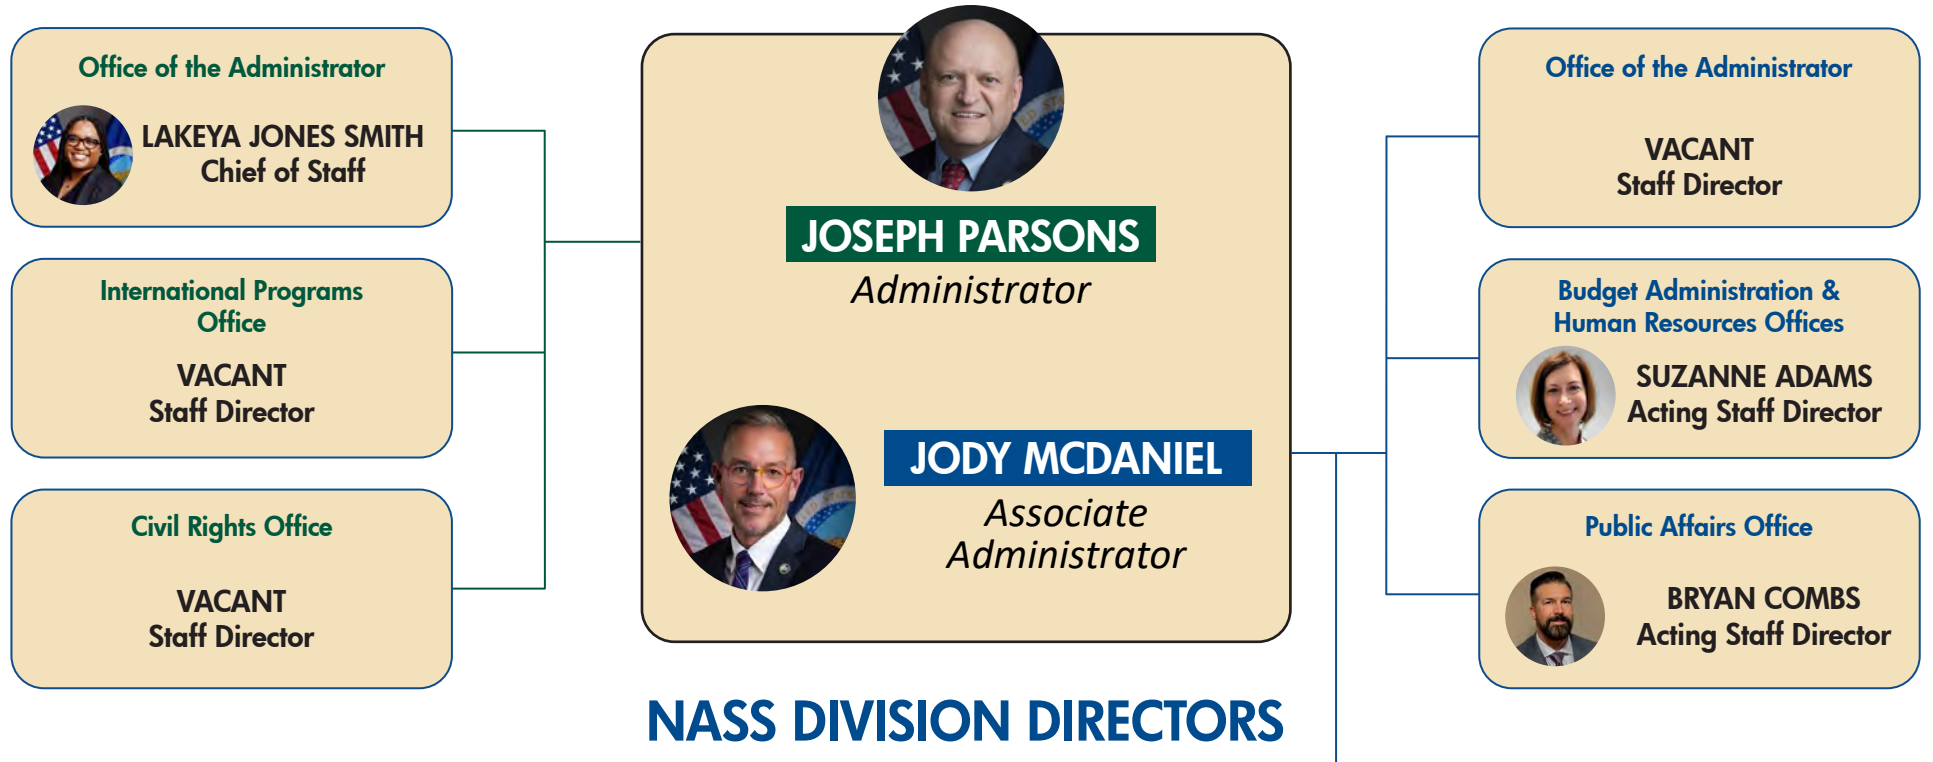 Office of the Administrator
LAKEYA JONES SMITH
Chief of Staff
International Programs
Office
VACANT
Staff Director
Civil Rights Office
VACANT
Staff Director
JOSEPH PARSONS
Administrator
JODY MCDANIEL
Associate
Administrator
Office of the Administrator
VACANT
Staff Director
Budget Administration &
Human Resources Offices
SUZANNE ADAMS
Acting Staff Director
Public Affairs Office
BRYAN COMBS
Acting Staff Director
NASS DIVISION DIRECTORS